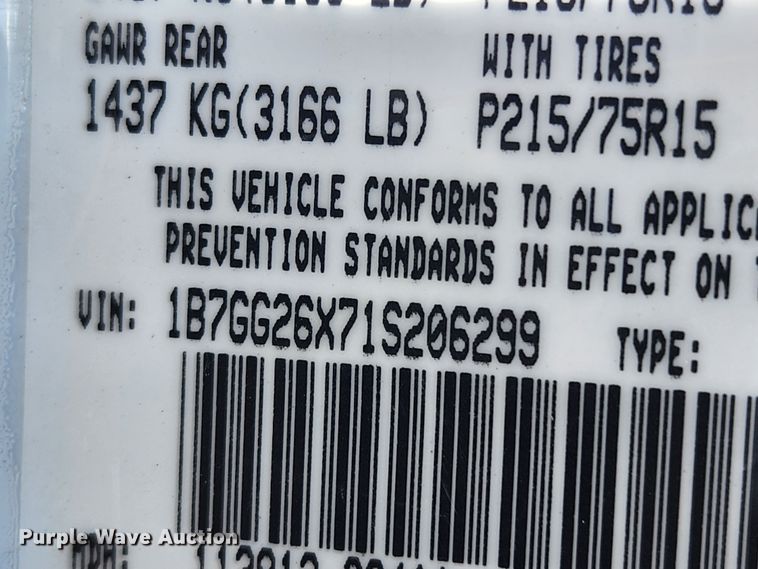 GAWR REAR WITH TIRES
1437 KG(3166 LB) P215/75R15
THIS VEHICLE CONFORMS TO ALL
PREVENTION STANDARDS IN EFFECT ON
VIN: 1B7GG26X71S206299 TYPE:
Purple Wave Auction
MDH: